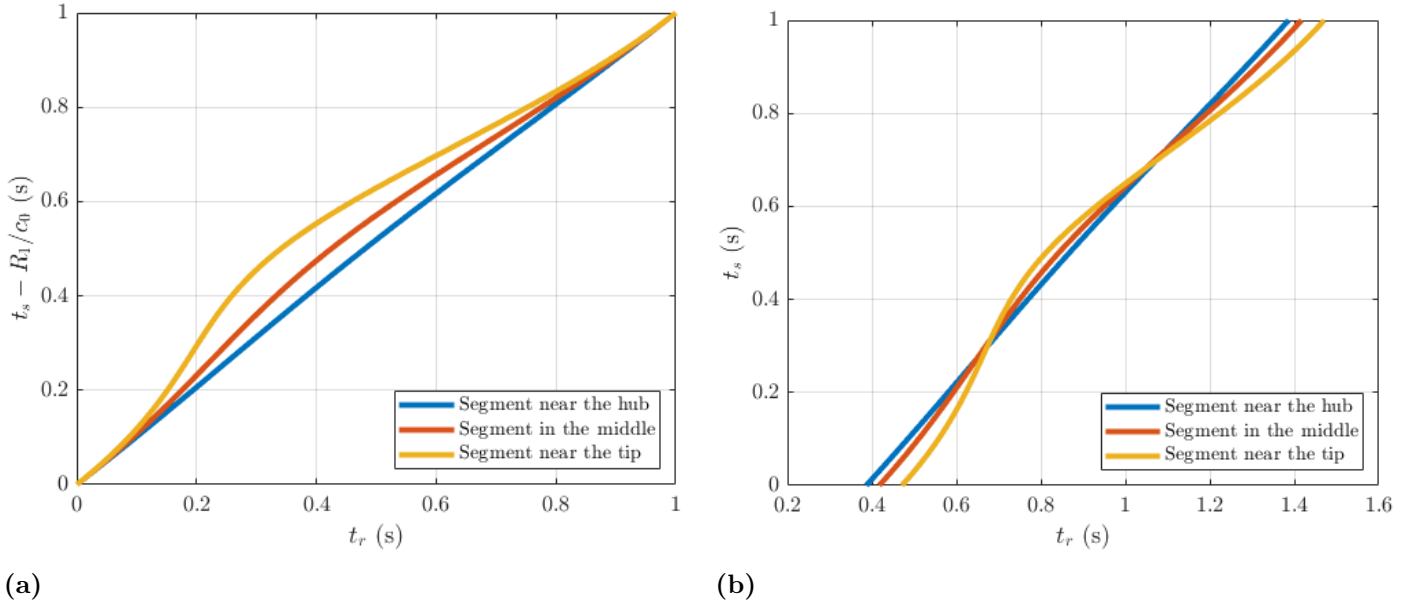 1
0.8
0.6
0.4
0.2
0
t_s − R_1/c_0 (s)
Segment near the hub
Segment in the middle
Segment near the tip
0 0.2 0.4 0.6 0.8 1
t_r (s)
(a)
1
0.8
0.6
0.4
0.2
0
t_s (s)
Segment near the hub
Segment in the middle
Segment near the tip
0.2 0.4 0.6 0.8 1 1.2 1.4 1.6
t_r (s)
(b)